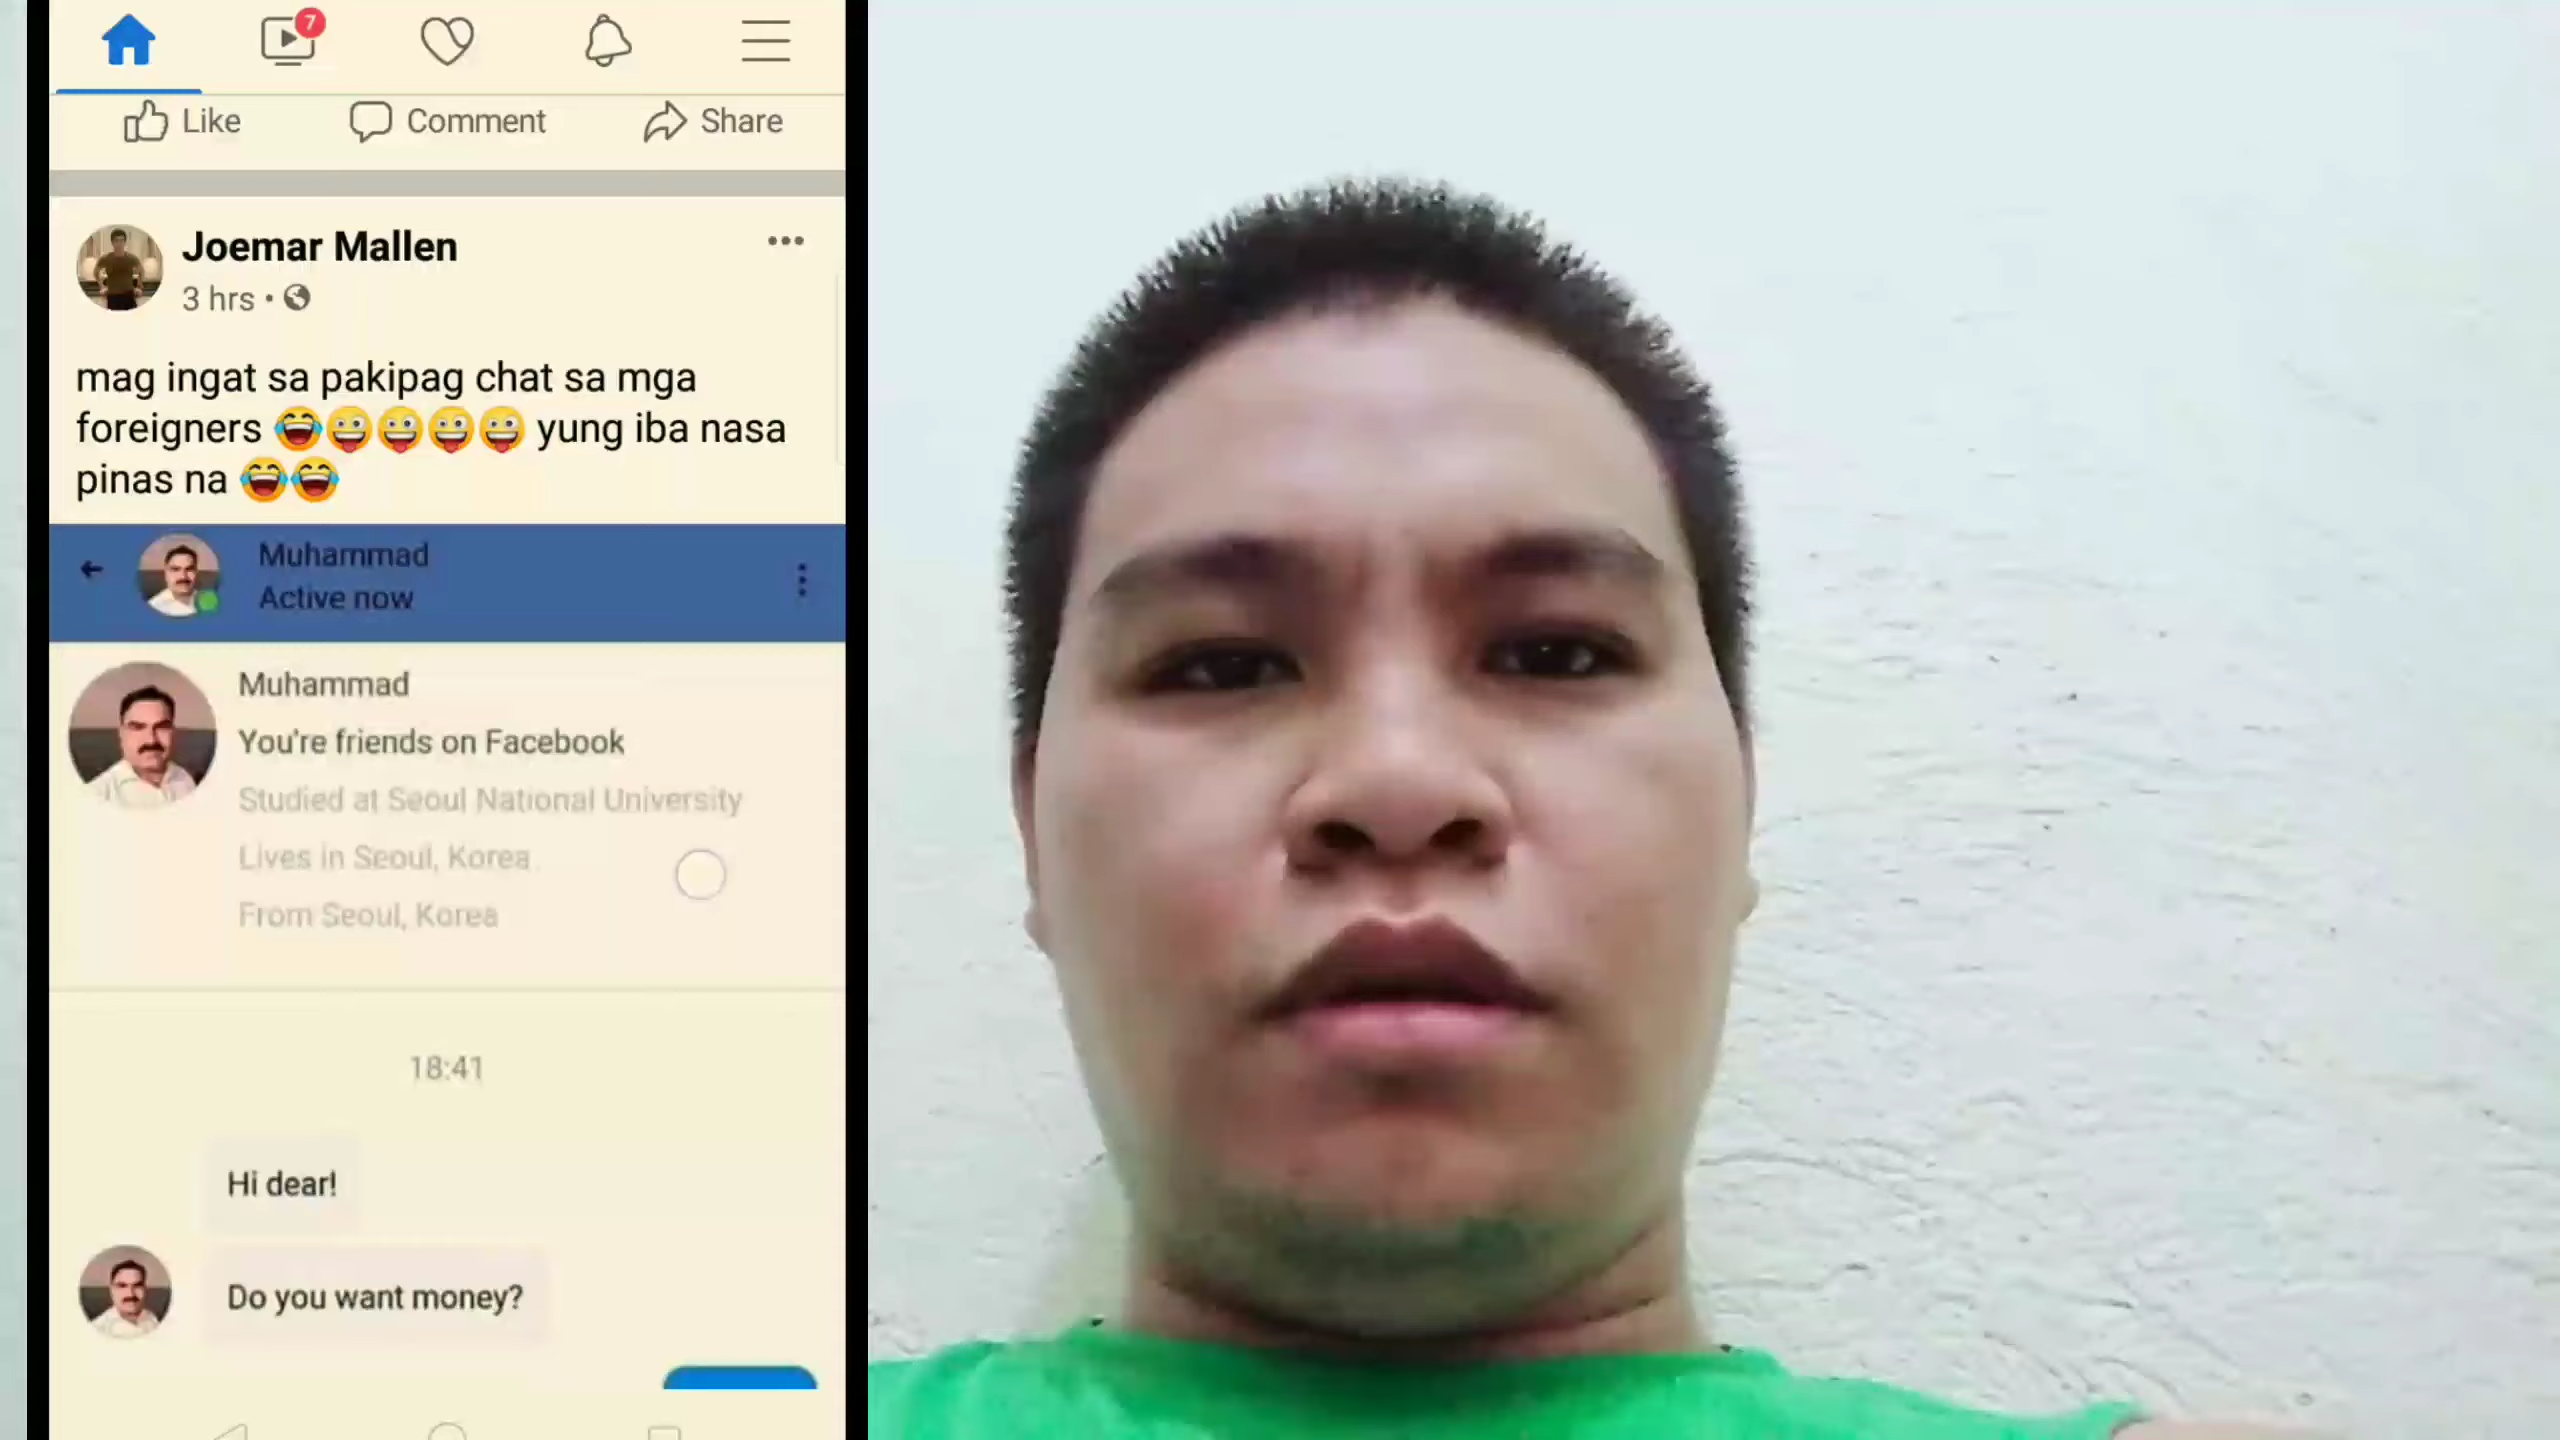 7
Like Comment Share
Joemar Mallen
3 hrs
mag ingat sa pakipag chat sa mga
foreigners 😂🤪🤪🤪🤪 yung iba nasa
pinas na 😂😂
Muhammad
Active now
Muhammad
You're friends on Facebook
Studied at Seoul National University
Lives in Seoul, Korea
From Seoul, Korea
18:41
Hi dear!
Do you want money?